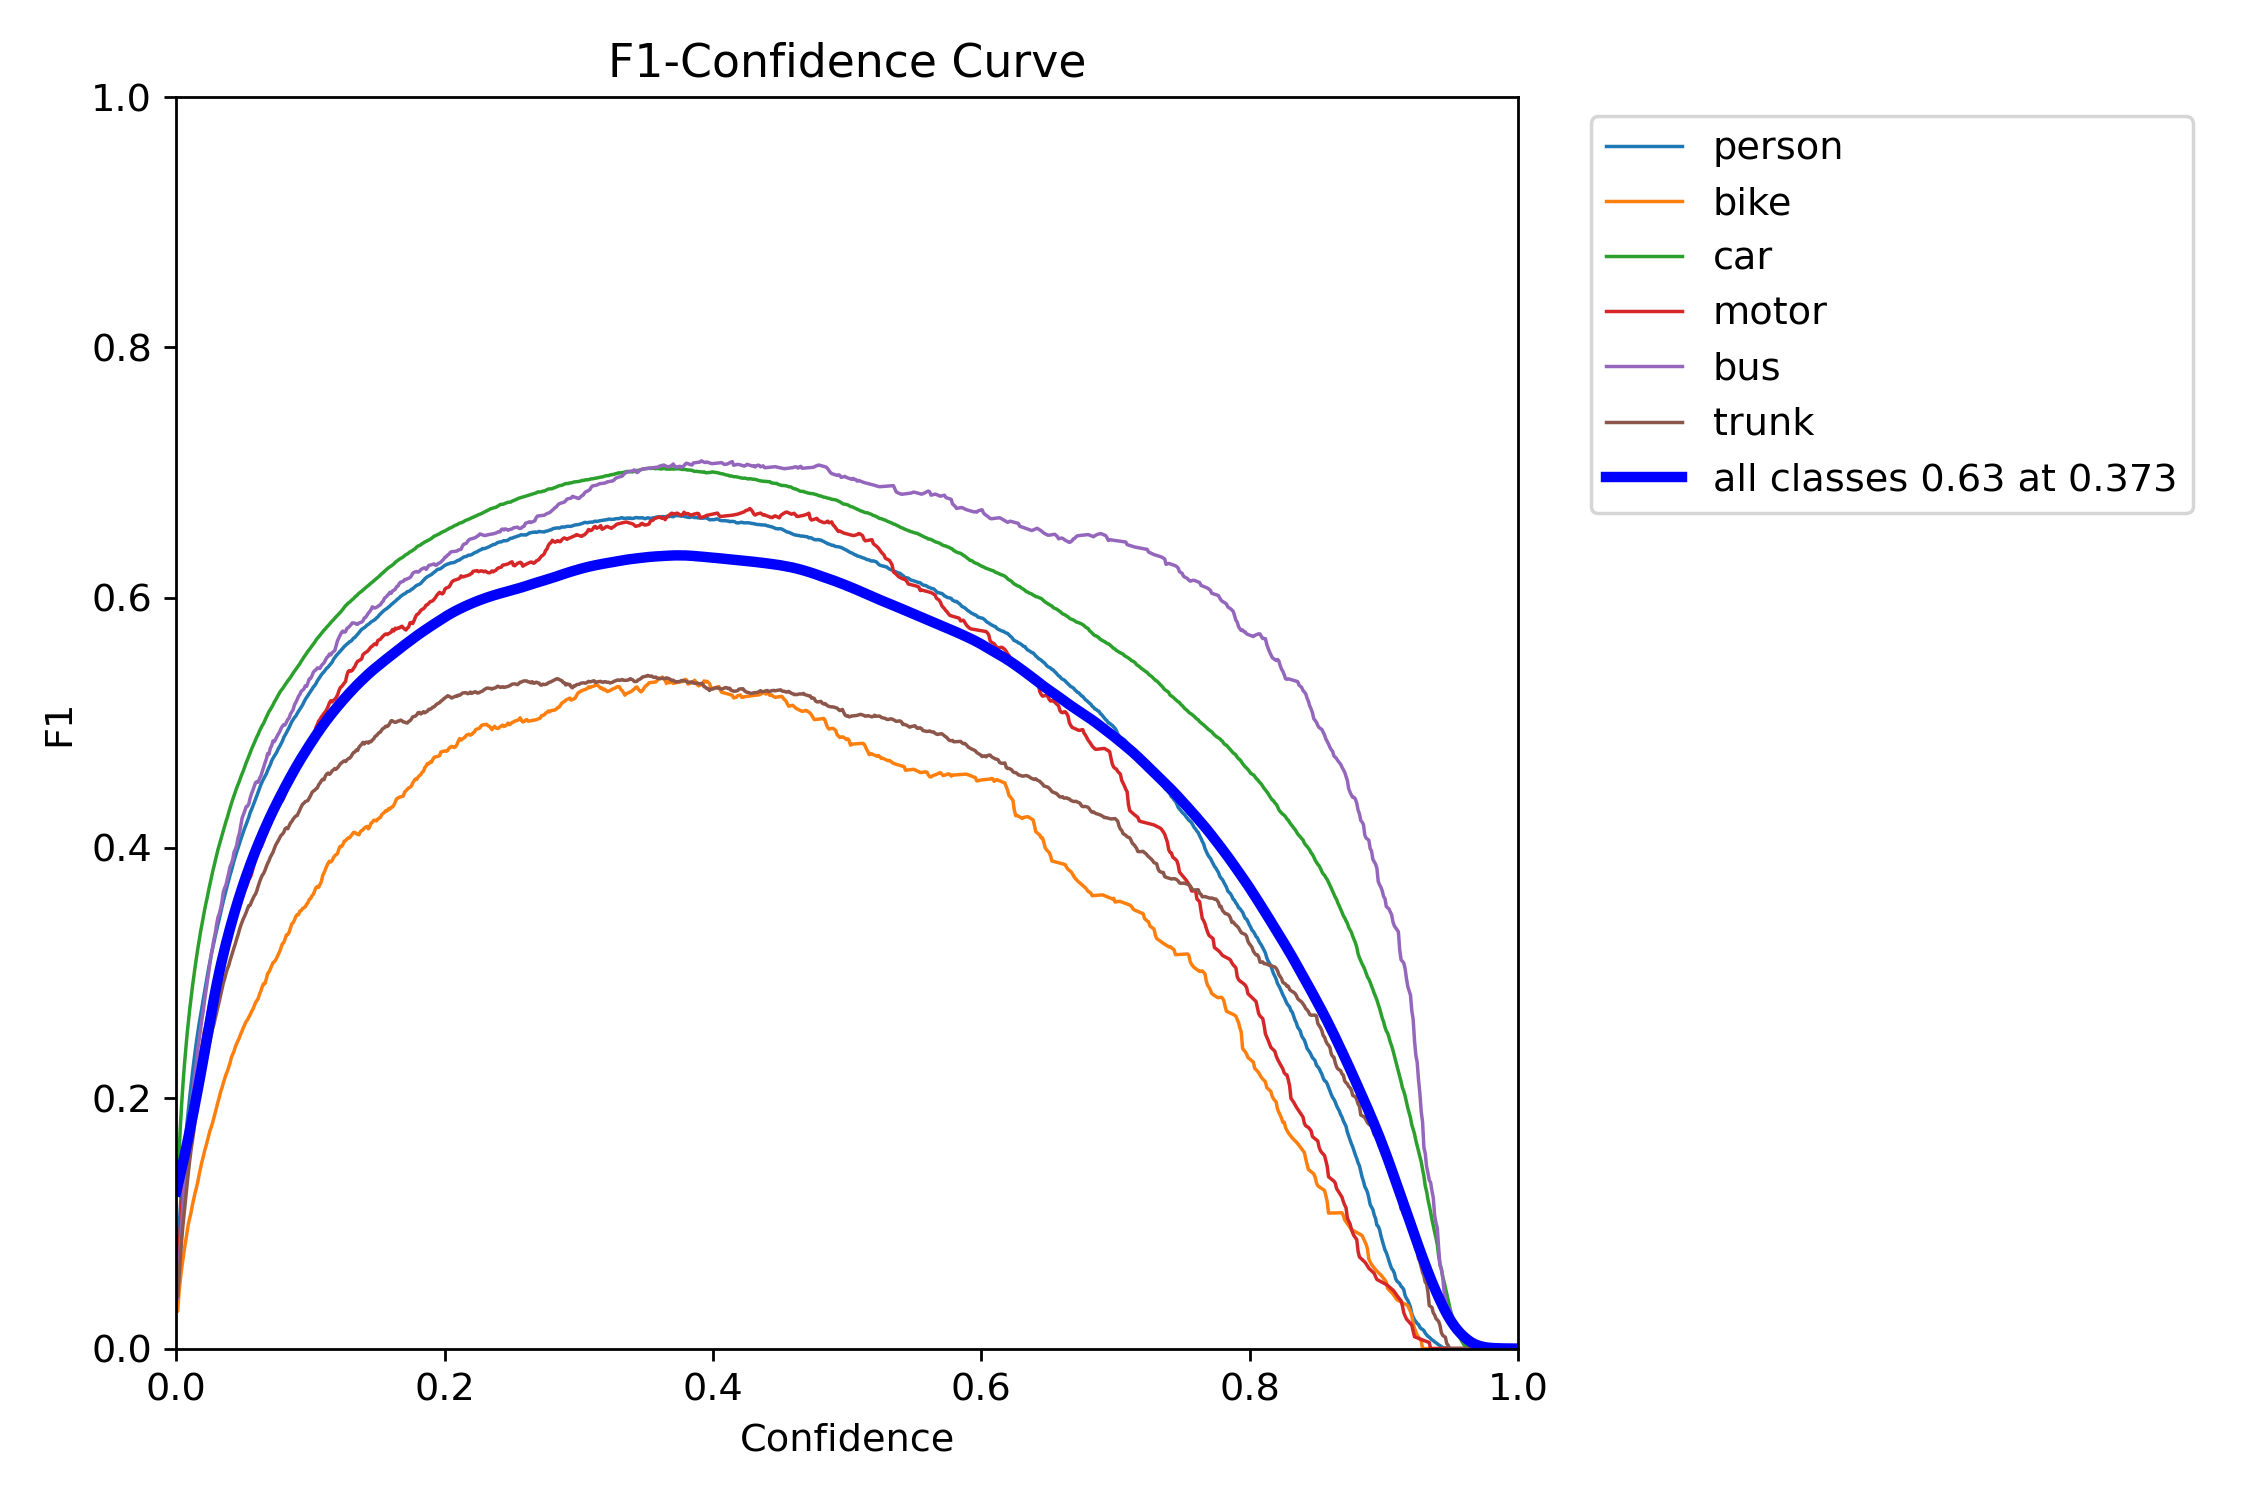 F1-Confidence Curve
1.0
0.8
0.6
0.4
0.2
0.0
F1
0.0 0.2 0.4 0.6 0.8 1.0
Confidence
person
bike
car
motor
bus
trunk
all classes 0.63 at 0.373